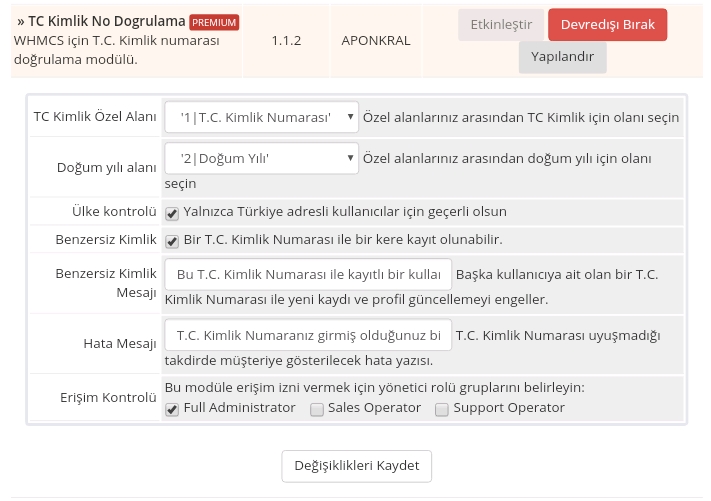 » TC Kimlik No Dogrulama PREMIUM
WHMCS için T.C. Kimlik numarası
doğrulama modülü.
1.1.2
APONKRAL
Etkinleştir
Devredışı Bırak
Yapılandır
TC Kimlik Özel Alanı
'1|T.C. Kimlik Numarası'
Özel alanlarınız arasından TC Kimlik için olanı seçin
Doğum yılı alanı
'2|Doğum Yılı'
Özel alanlarınız arasından doğum yılı için olanı
seçin
Ülke kontrolü
Yalnızca Türkiye adresli kullanıcılar için geçerli olsun
Benzersiz Kimlik
Bir T.C. Kimlik Numarası ile bir kere kayıt olunabilir.
Benzersiz Kimlik
Mesajı
Bu T.C. Kimlik Numarası ile kayıtlı bir kullaı
Başka kullanıcıya ait olan bir T.C.
Kimlik Numarası ile yeni kaydı ve profil güncellemeyi engeller.
Hata Mesajı
T.C. Kimlik Numaranız girmiş olduğunuz bi
T.C. Kimlik Numarası uyuşmadığı
takdirde müşteriye gösterilecek hata yazısı.
Erişim Kontrolü
Bu modüle erişim izni vermek için yönetici rolü gruplarını belirleyin:
Full Administrator
Sales Operator
Support Operator
Değişiklikleri Kaydet